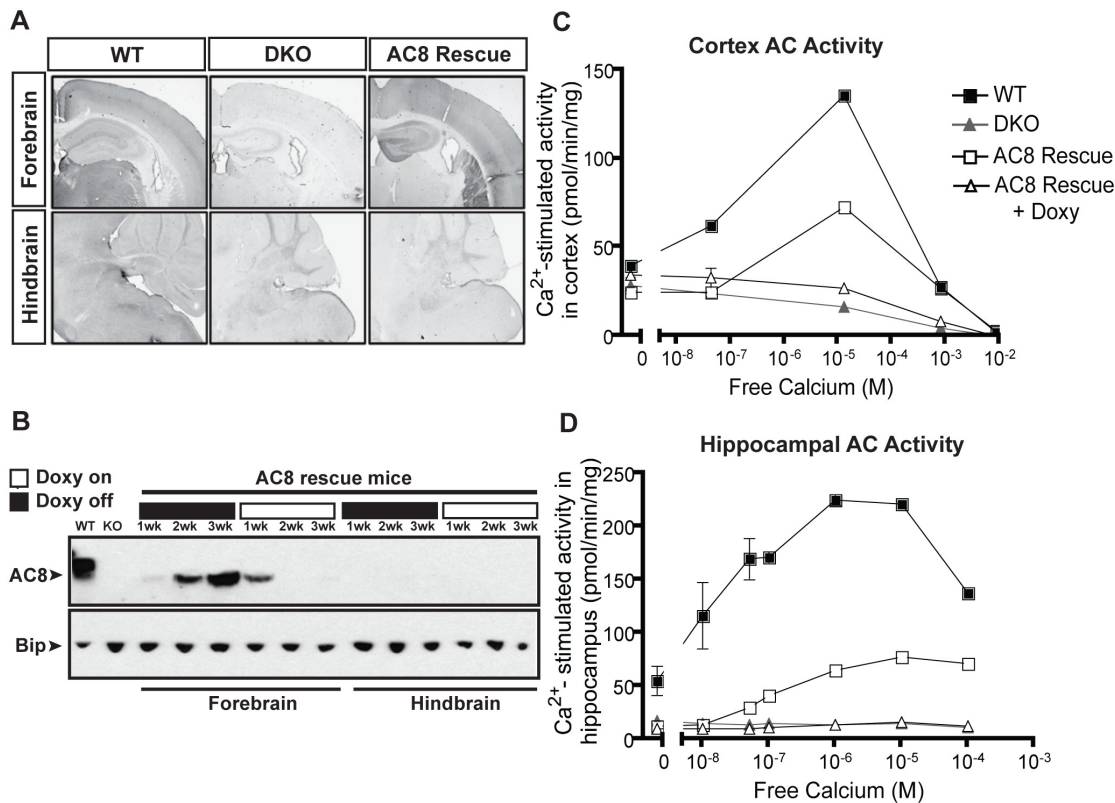 A
WT DKO AC8 Rescue
Forebrain
Hindbrain
B
Doxy on
Doxy off
AC8 rescue mice
WT KO 1wk 2wk 3wk 1wk 2wk 3wk 1wk 2wk 3wk 1wk 2wk 3wk
AC8
Bip
Forebrain Hindbrain
C
Cortex AC Activity
Ca2+-stimulated activity
in cortex (pmol/min/mg)
150
100
50
0
0 10-8 10-7 10-6 10-5 10-4 10-3 10-2
Free Calcium (M)
WT
DKO
AC8 Rescue
AC8 Rescue
+ Doxy
D
Hippocampal AC Activity
Ca2+- stimulated activity in
hippocampus (pmol/min/mg)
250
200
150
100
50
0
0 10-8 10-7 10-6 10-5 10-4 10-3
Free Calcium (M)